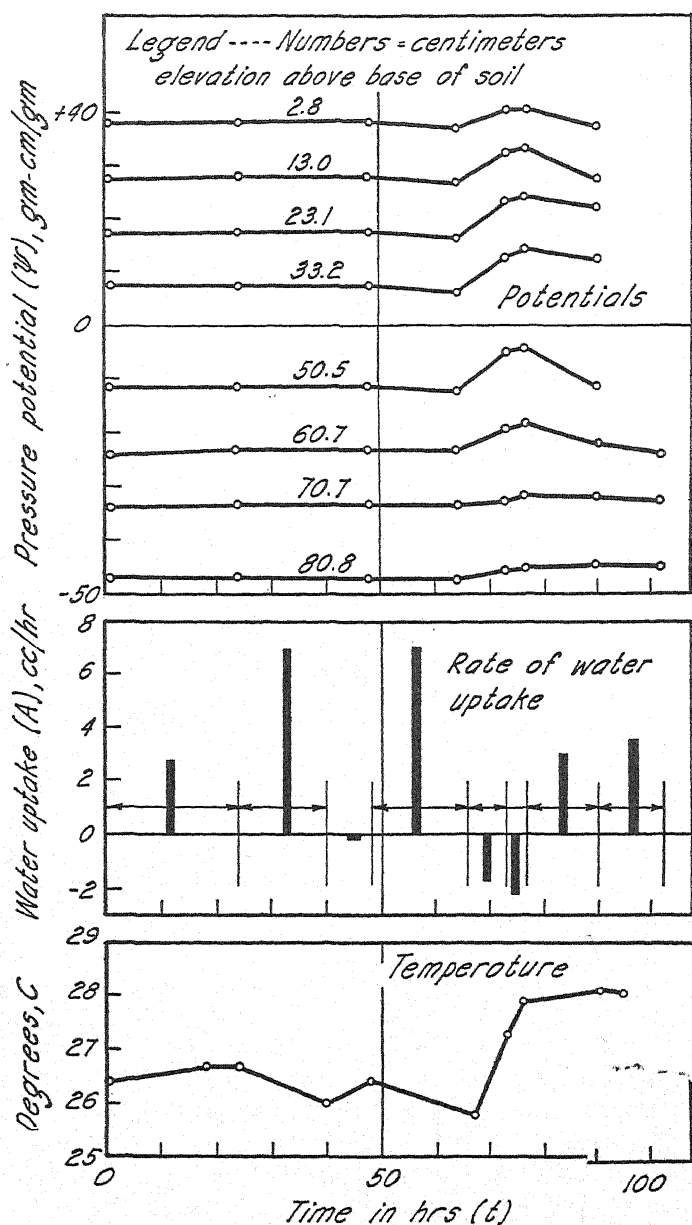 Legend ---- Numbers = centimeters
elevation above base of soil
Pressure potential (Ψ), gm-cm/gm
+40
0
-50
2.8
13.0
23.1
33.2
Potentials
50.5
60.7
70.7
80.8
Water uptake (A), cc/hr
8
6
4
2
0
-2
Rate of water
uptake
Degrees, C
29
28
27
26
25
Temperature
0
50
100
Time in hrs (t)